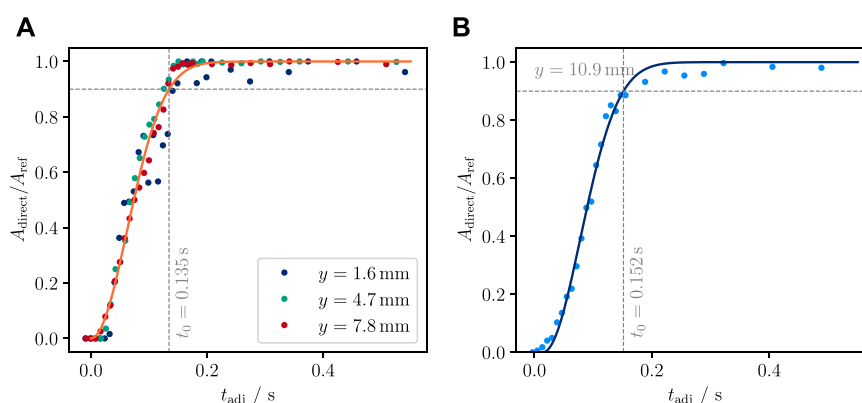 A
1.0
0.8
0.6
0.4
0.2
0.0
A_direct/A_ref
t_0 = 0.135 s
y = 1.6 mm
y = 4.7 mm
y = 7.8 mm
0.0 0.2 0.4
t_adi / s
B
1.0
0.8
0.6
0.4
0.2
0.0
A_direct/A_ref
y = 10.9 mm
t_0 = 0.152 s
0.0 0.2 0.4
t_adi / s